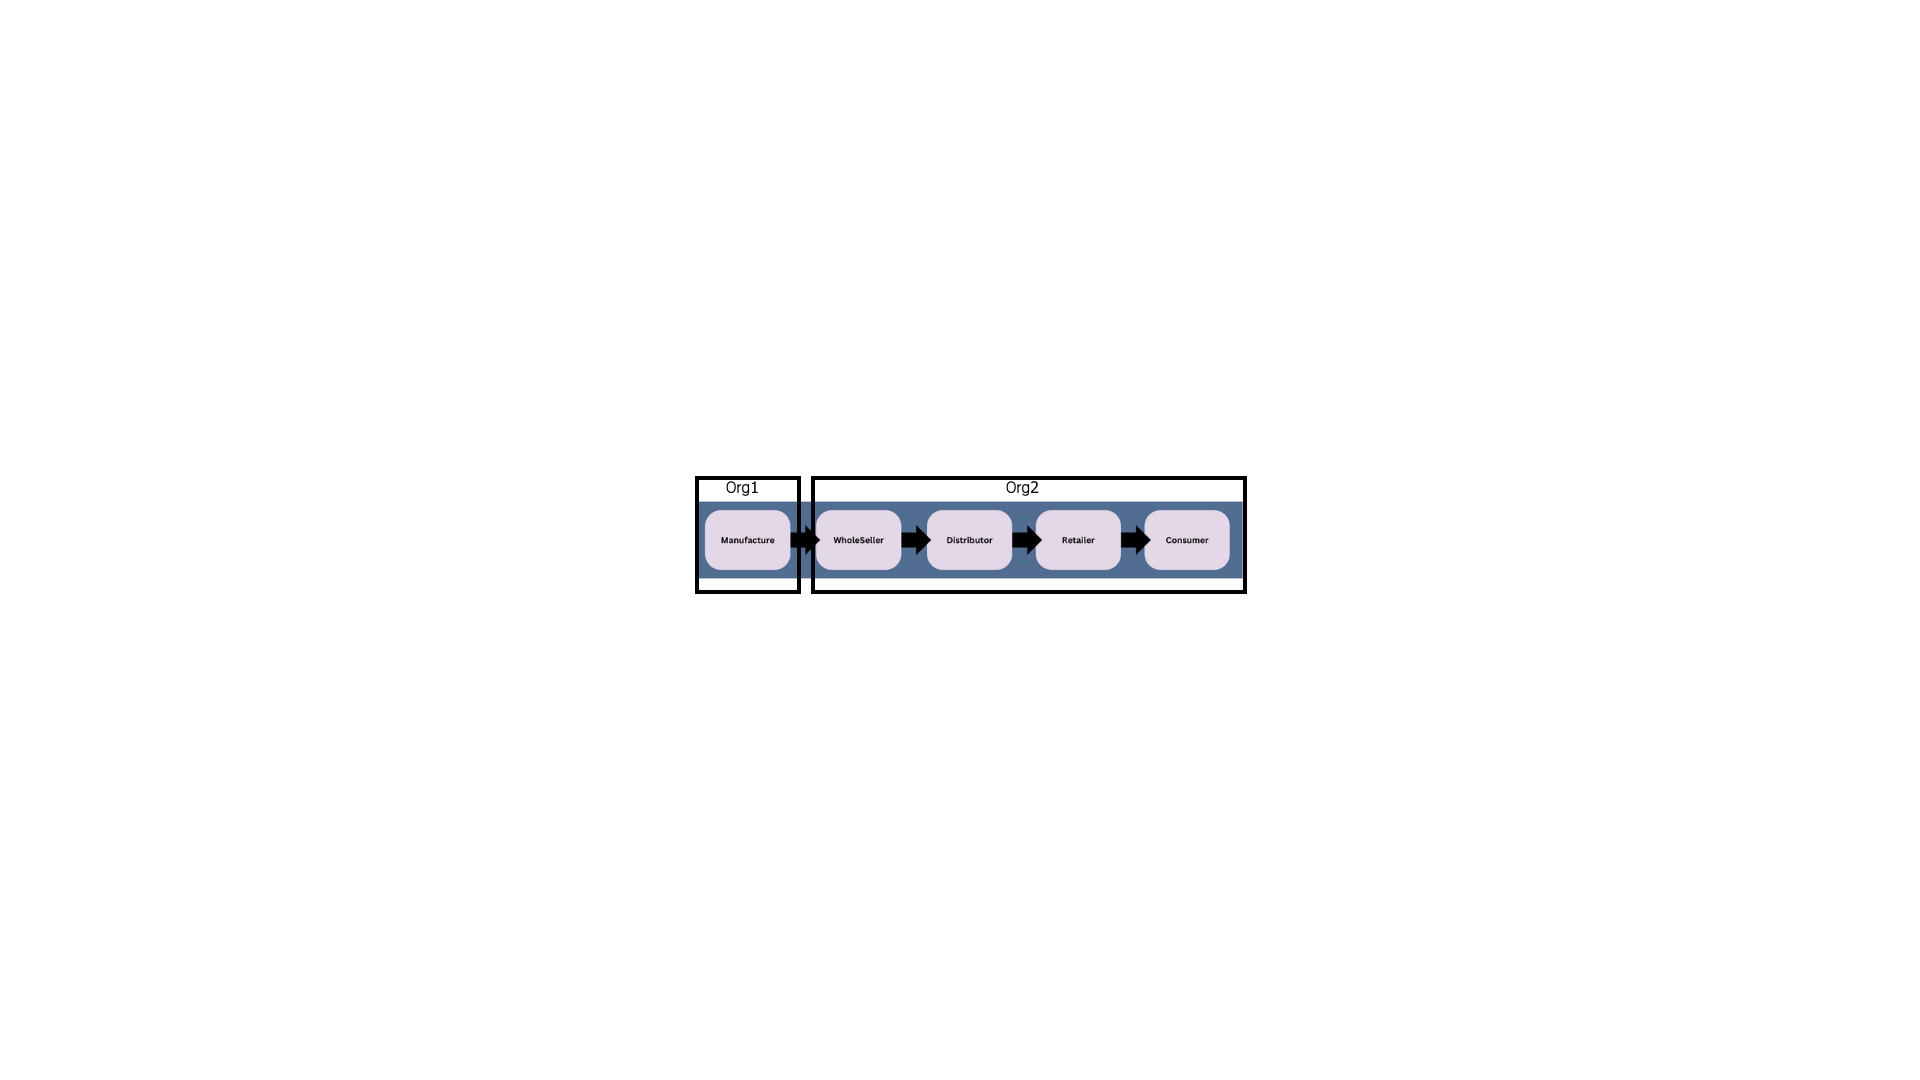 Org1
Org2
Manufacture
WholeSeller
Distributor
Retailer
Consumer